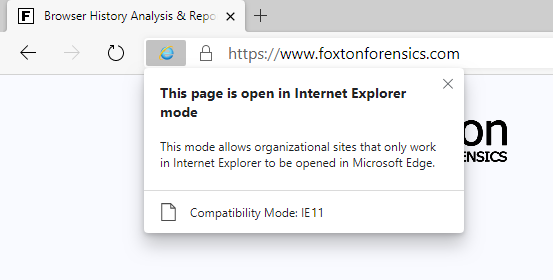 F Browser History Analysis & Repo
https://www.foxtonforensics.com
This page is open in Internet Explorer
mode
This mode allows organizational sites that only work
in Internet Explorer to be opened in Microsoft Edge.
Compatibility Mode: IE11
on
NSICS